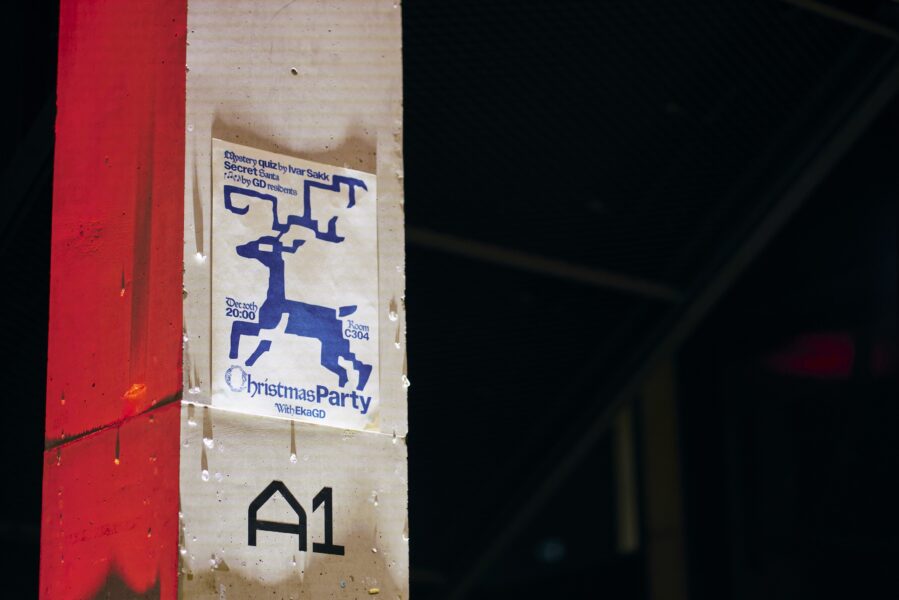 Mystery quiz by Ivar Sakk
Secret Santa
by GD residents
Dec 20th
20:00
Room
C304
Christmas Party
With EkaGD
A1